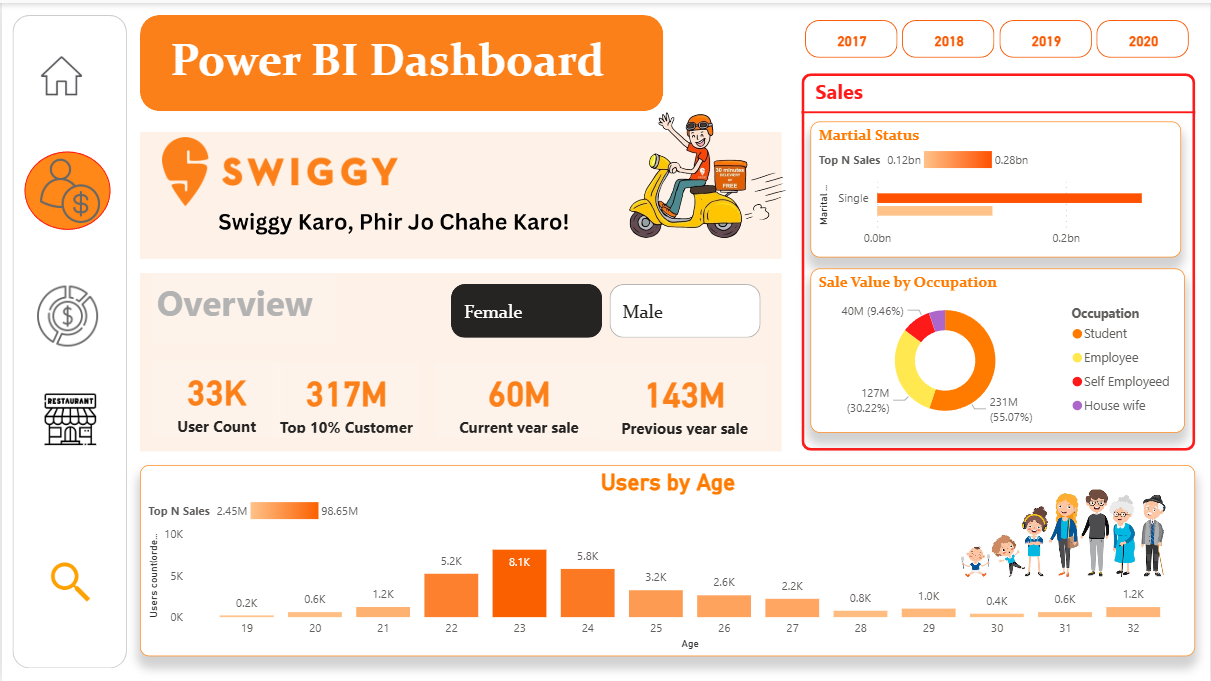 Power BI Dashboard
2017
2018
2019
2020
SWIGGY
Swiggy Karo, Phir Jo Chahe Karo!
30 minutes
DELEVERY
or
FREE
Overview
Female
Male
33K
User Count
317M
Top 10% Customer
60M
Current year sale
143M
Previous year sale
Sales
Martial Status
Top N Sales 0.12bn 0.28bn
Marital ...
Single
0.0bn 0.2bn
Sale Value by Occupation
40M (9.46%)
127M
(30.22%)
231M
(55.07%)
Occupation
Student
Employee
Self Employeed
House wife
RESTAURANT
Users by Age
Top N Sales 2.45M 98.65M
Users count(orde...
10K
5K
0K
0.2K 0.6K 1.2K 5.2K 8.1K 5.8K 3.2K 2.6K 2.2K 0.8K 1.0K 0.4K 0.6K 1.2K
19 20 21 22 23 24 25 26 27 28 29 30 31 32
Age